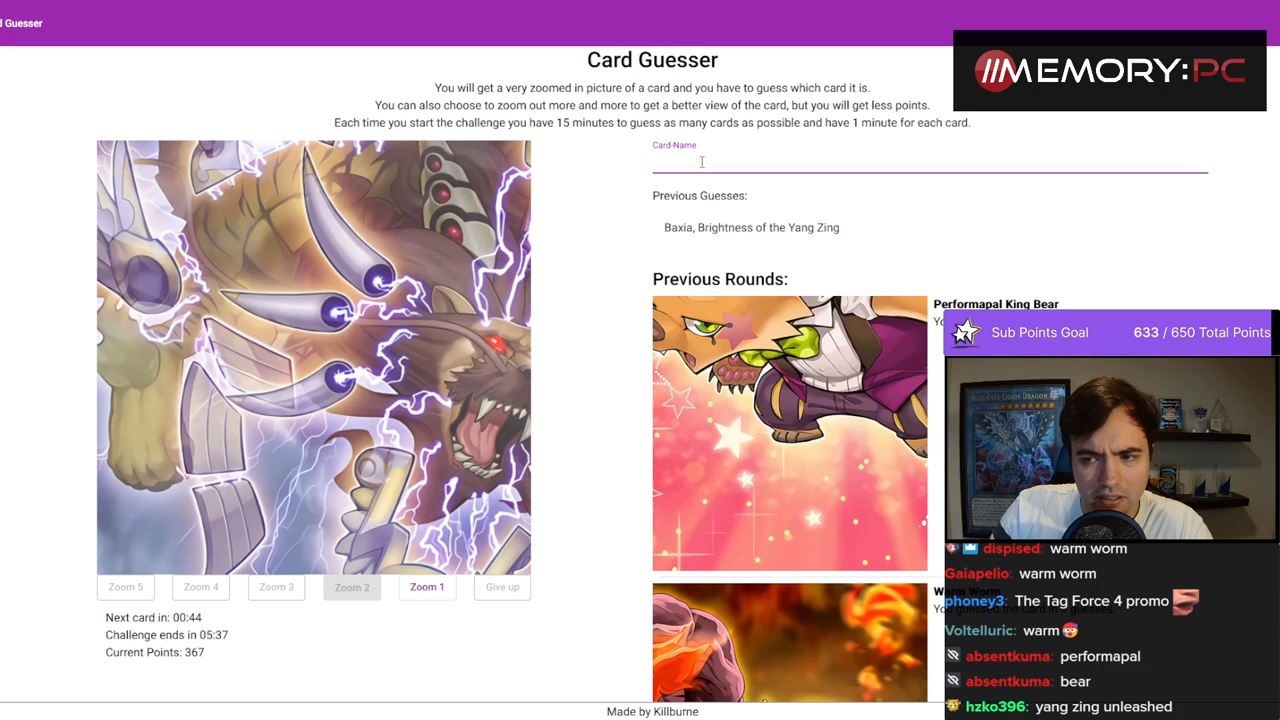 d Guesser
//MEMORY:PC
Card Guesser
You will get a very zoomed in picture of a card and you have to guess which card it is.
You can also choose to zoom out more and more to get a better view of the card, but you will get less points.
Each time you start the challenge you have 15 minutes to guess as many cards as possible and have 1 minute for each card.
Card-Name
Previous Guesses:
Baxia, Brightness of the Yang Zing
Previous Rounds:
Performapal King Bear
Sub Points Goal 633 / 650 Total Points
BLUE-EYES CHAOS DRAGON
Zoom 5 Zoom 4 Zoom 3 Zoom 2 Zoom 1 Give up
Next card in: 00:44
Challenge ends in 05:37
Current Points: 367
Warm Worm
dispised: warm worm
Gaiapelio: warm worm
phoney3: The Tag Force 4 promo
Voltelluric: warm
absentkuma: performapal
absentkuma: bear
hzko396: yang zing unleashed
Made by Killburne